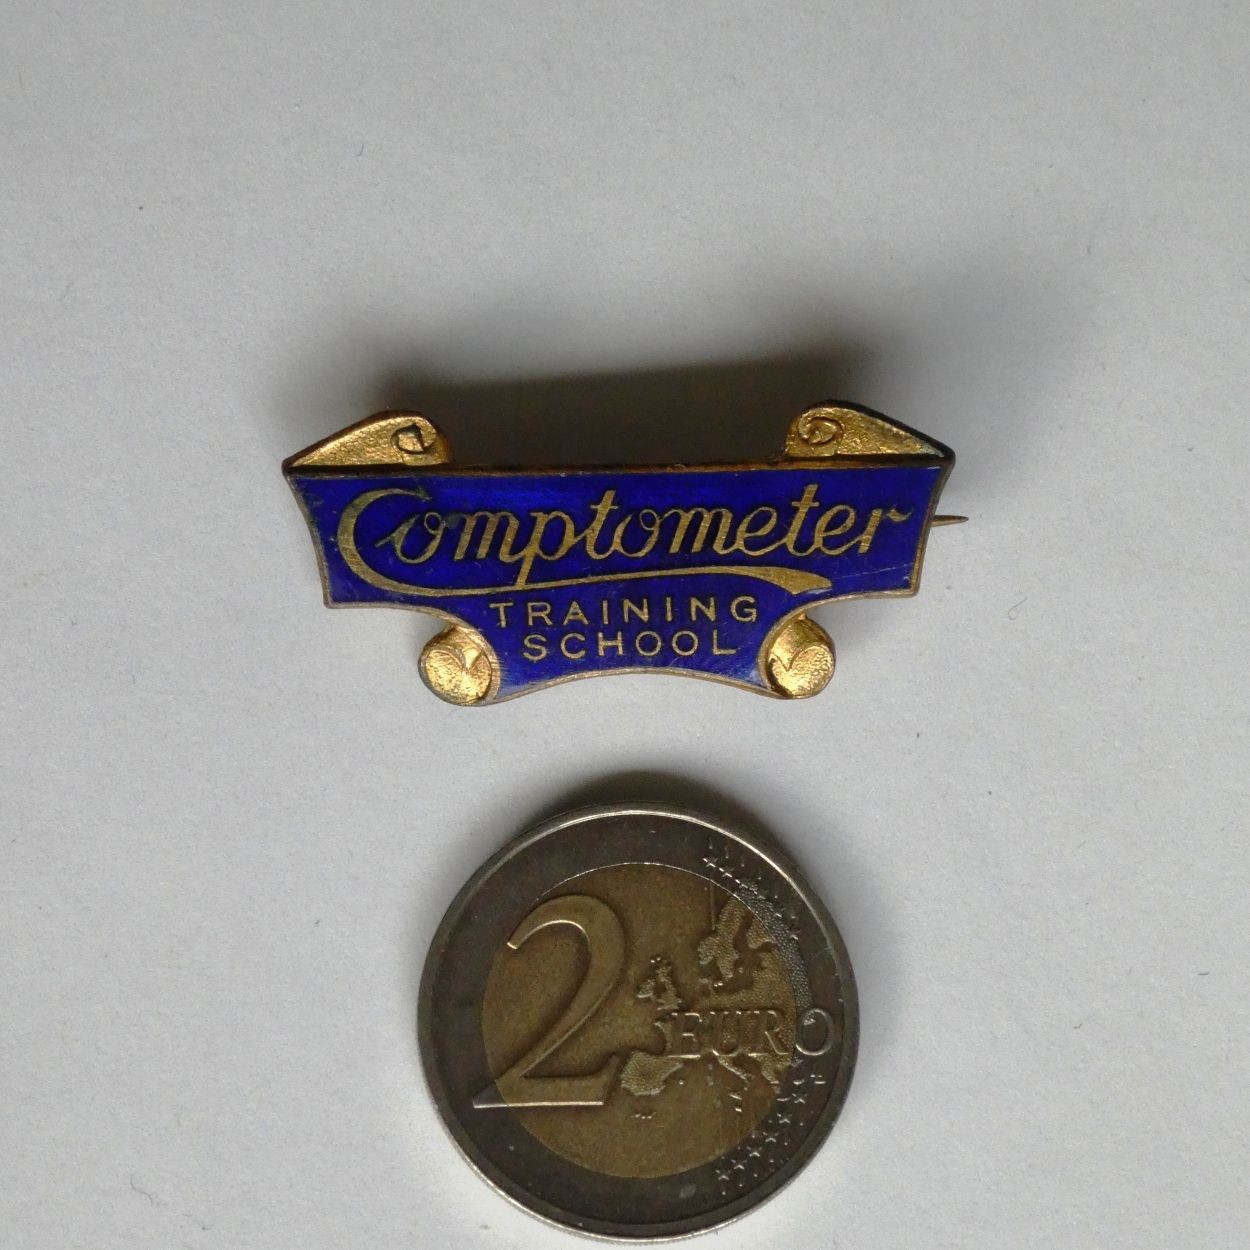 Comptometer
TRAINING
SCHOOL
2 EURO